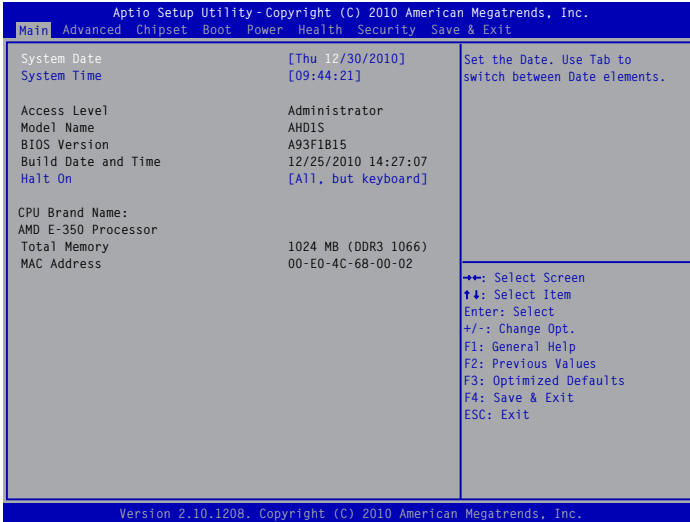 Aptio Setup Utility - Copyright (C) 2010 American Megatrends, Inc.
Main Advanced Chipset Boot Power Health Security Save & Exit
System Date [Thu 12/30/2010]
System Time [09:44:21]
Access Level Administrator
Model Name AHD1S
BIOS Version A93F1B15
Build Date and Time 12/25/2010 14:27:07
Halt On [All, but keyboard]
CPU Brand Name:
AMD E-350 Processor
Total Memory 1024 MB (DDR3 1066)
MAC Address 00-E0-4C-68-00-02
Set the Date. Use Tab to
switch between Date elements.
→←: Select Screen
↑↓: Select Item
Enter: Select
+/-: Change Opt.
F1: General Help
F2: Previous Values
F3: Optimized Defaults
F4: Save & Exit
ESC: Exit
Version 2.10.1208. Copyright (C) 2010 American Megatrends, Inc.